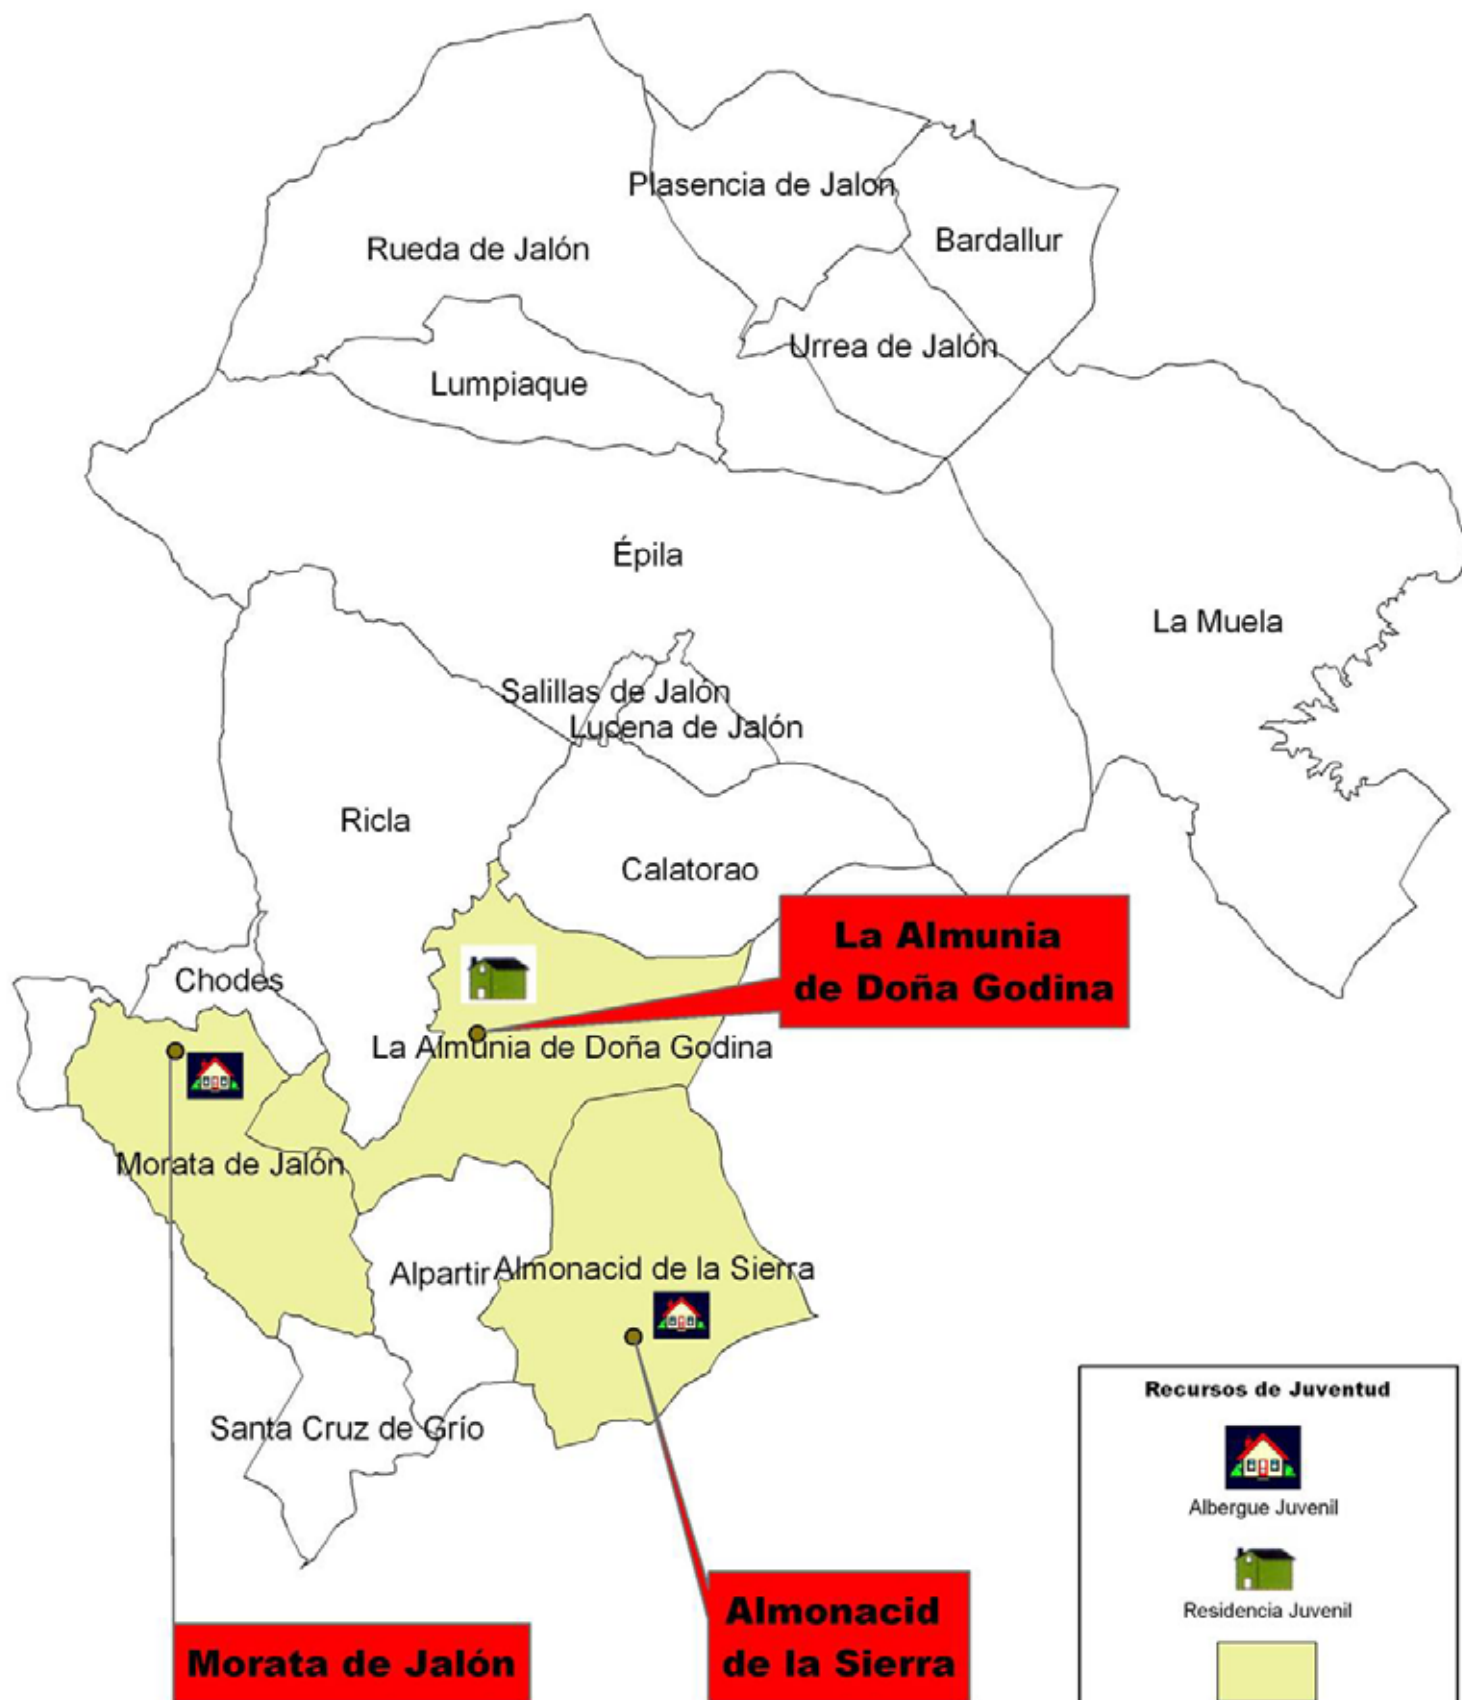 Plasencia de Jalon
Bardallur
Rueda de Jalón
Urrea de Jalón
Lumpiaque
Épila
La Muela
Salillas de Jalón
Lucena de Jalón
Ricla
Calatorao
La Almunia
de Doña Godina
Chodes
La Almunia de Doña Godina
Morata de Jalón
Alpartir
Almonacid de la Sierra
Santa Cruz de Grío
Recursos de Juventud
Albergue Juvenil
Residencia Juvenil
Almonacid
de la Sierra
Morata de Jalón